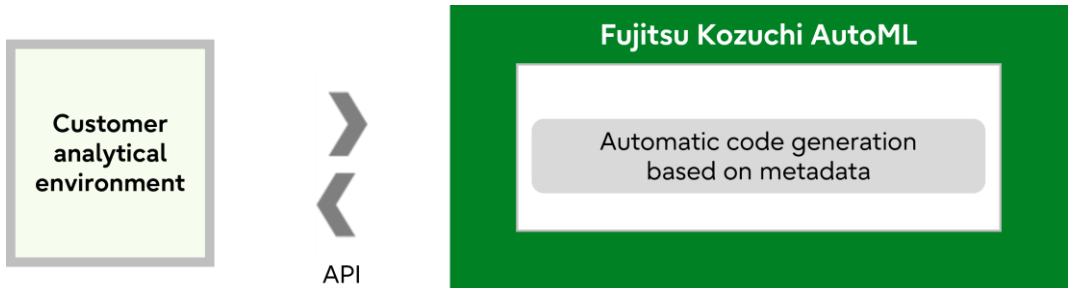 Fujitsu Kozuchi AutoML
Customer
analytical
environment
Automatic code generation
based on metadata
API